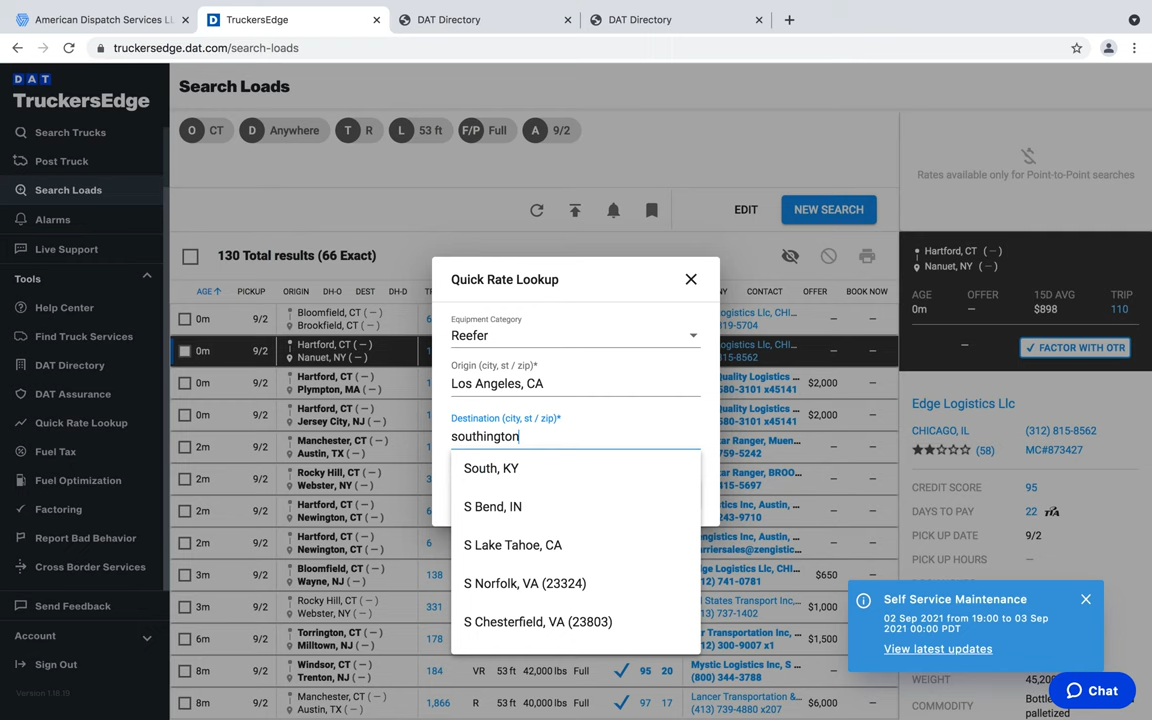 American Dispatch Services LL
TruckersEdge
DAT Directory
DAT Directory
truckersedge.dat.com/search-loads
DAT
TruckersEdge
Search Trucks
Post Truck
Search Loads
Alarms
Live Support
Tools
Help Center
Find Truck Services
DAT Directory
DAT Assurance
Quick Rate Lookup
Fuel Tax
Fuel Optimization
Factoring
Report Bad Behavior
Cross Border Services
Send Feedback
Account
Sign Out
Version 1.18.19
Search Loads
O CT D Anywhere T R L 53 ft F/P Full A 9/2
EDIT NEW SEARCH
130 Total results (66 Exact)
AGE PICKUP ORIGIN DH-O DEST DH-D CONTACT OFFER BOOK NOW
0m 9/2 Bloomfield, CT (–)
Brookfield, CT (–)
0m 9/2 Hartford, CT (–)
Nanuet, NY (–)
0m 9/2 Hartford, CT (–) $2,000 –
Plympton, MA (–)
0m 9/2 Hartford, CT (–) $2,000 –
Jersey City, NJ (–)
2m 9/2 Manchester, CT (–)
Austin, TX (–)
2m 9/2 Rocky Hill, CT (–)
Webster, NY (–)
2m 9/2 Hartford, CT (–)
Newington, CT (–)
2m 9/2 Hartford, CT (–) 6
Newington, CT (–)
3m 9/2 Bloomfield, CT (–) 138 $650 –
Wayne, NJ (–)
3m 9/2 Rocky Hill, CT (–) 331 $1,000 –
Webster, NY (–)
6m 9/2 Torrington, CT (–) 178 $1,500 –
Milltown, NJ (–)
8m 9/2 Windsor, CT (–) 184 VR 53 ft 42,000 lbs Full 95 20 Mystic Logistics Inc, S ... – –
Trenton, NJ (–) (800) 344-3788
8m 9/2 Manchester, CT (–) 1,866 R 53 ft 42,000 lbs Full 97 17 Lancer Transportation &... $6,000 –
Austin, TX (–) (413) 739-4880 x207
Quick Rate Lookup
Equipment Category
Reefer
Origin (city, st / zip)*
Los Angeles, CA
Destination (city, st / zip)*
southington
South, KY
S Bend, IN
S Lake Tahoe, CA
S Norfolk, VA (23324)
S Chesterfield, VA (23803)
Rates available only for Point-to-Point searches
Hartford, CT (–)
Nanuet, NY (–)
AGE OFFER 15D AVG TRIP
0m – $898 110
– FACTOR WITH OTR
Edge Logistics Llc
CHICAGO, IL (312) 815-8562
(58) MC#873427
CREDIT SCORE 95
DAYS TO PAY 22 TIA
PICK UP DATE 9/2
PICK UP HOURS –
Self Service Maintenance
02 Sep 2021 from 19:00 to 03 Sep
2021 00:00 PDT
View latest updates
WEIGHT
COMMODITY
palletized
Chat